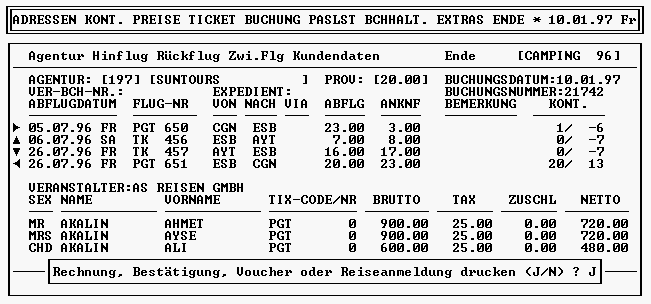 ADRESSEN KONT. PREISE TICKET BUCHUNG PASLST BCHHALT. EXTRAS ENDE * 10.01.97 Fr
Agentur Hinflug Rückflug Zwi.Flg Kundendaten Ende [CAMPING 96]
AGENTUR: [197] [SUNTOURS ] PROV: [20.00] BUCHUNGSDATUM:10.01.97
VER-BCH-NR.: EXPEDIENT: BUCHUNGSNUMMER:21742
ABFLUGDATUM FLUG-NR VON NACH VIA ABFLG ANKNF BEMERKUNG KONT.
► 05.07.96 FR PGT 650 CGN ESB 23.00 3.00 1/ -6
▲ 06.07.96 SA TK 456 ESB AYT 7.00 8.00 0/ -7
▼ 26.07.96 FR TK 457 AYT ESB 16.00 17.00 0/ -7
◄ 26.07.96 FR PGT 651 ESB CGN 20.00 23.00 20/ 13
VERANSTALTER:AS REISEN GMBH
SEX NAME VORNAME TIX-CODE/NR BRUTTO TAX ZUSCHL NETTO
MR AKALIN AHMET PGT 0 900.00 25.00 0.00 720.00
MRS AKALIN AYSE PGT 0 900.00 25.00 0.00 720.00
CHD AKALIN ALI PGT 0 600.00 25.00 0.00 480.00
Rechnung, Bestätigung, Voucher oder Reiseanmeldung drucken (J/N) ? J